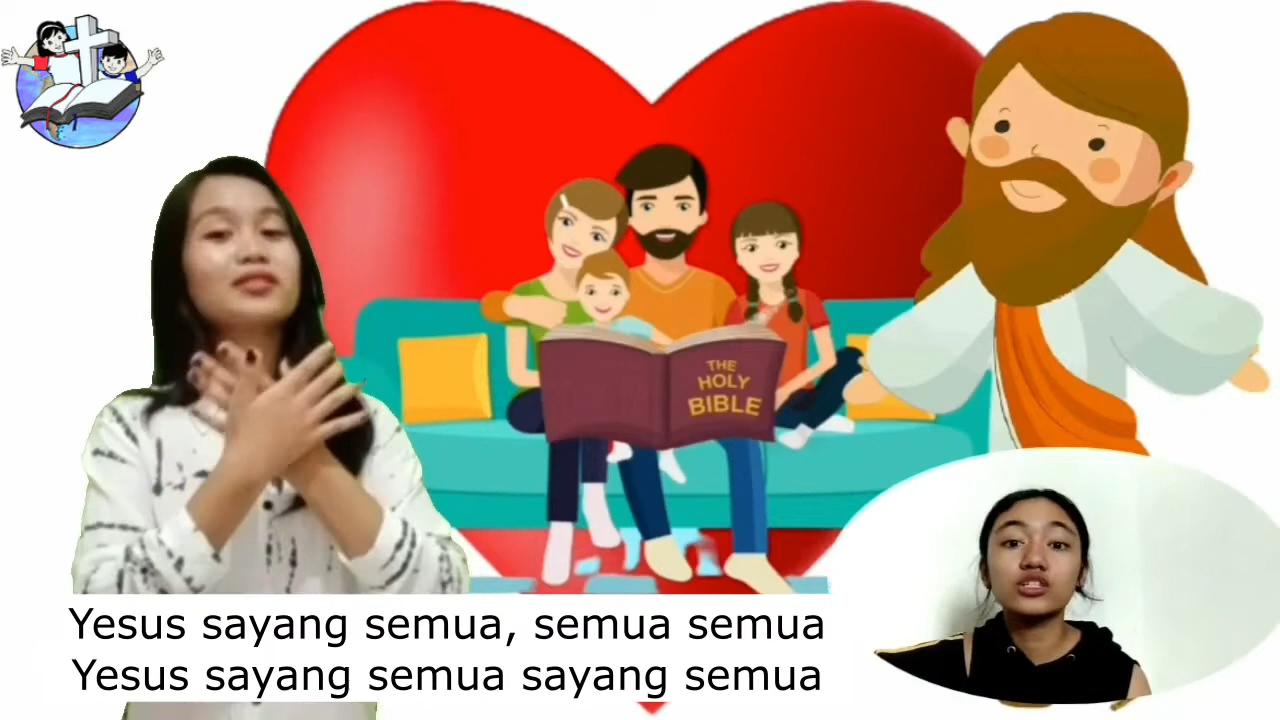 THE
HOLY
BIBLE
Yesus sayang semua, semua semua
Yesus sayang semua sayang semua